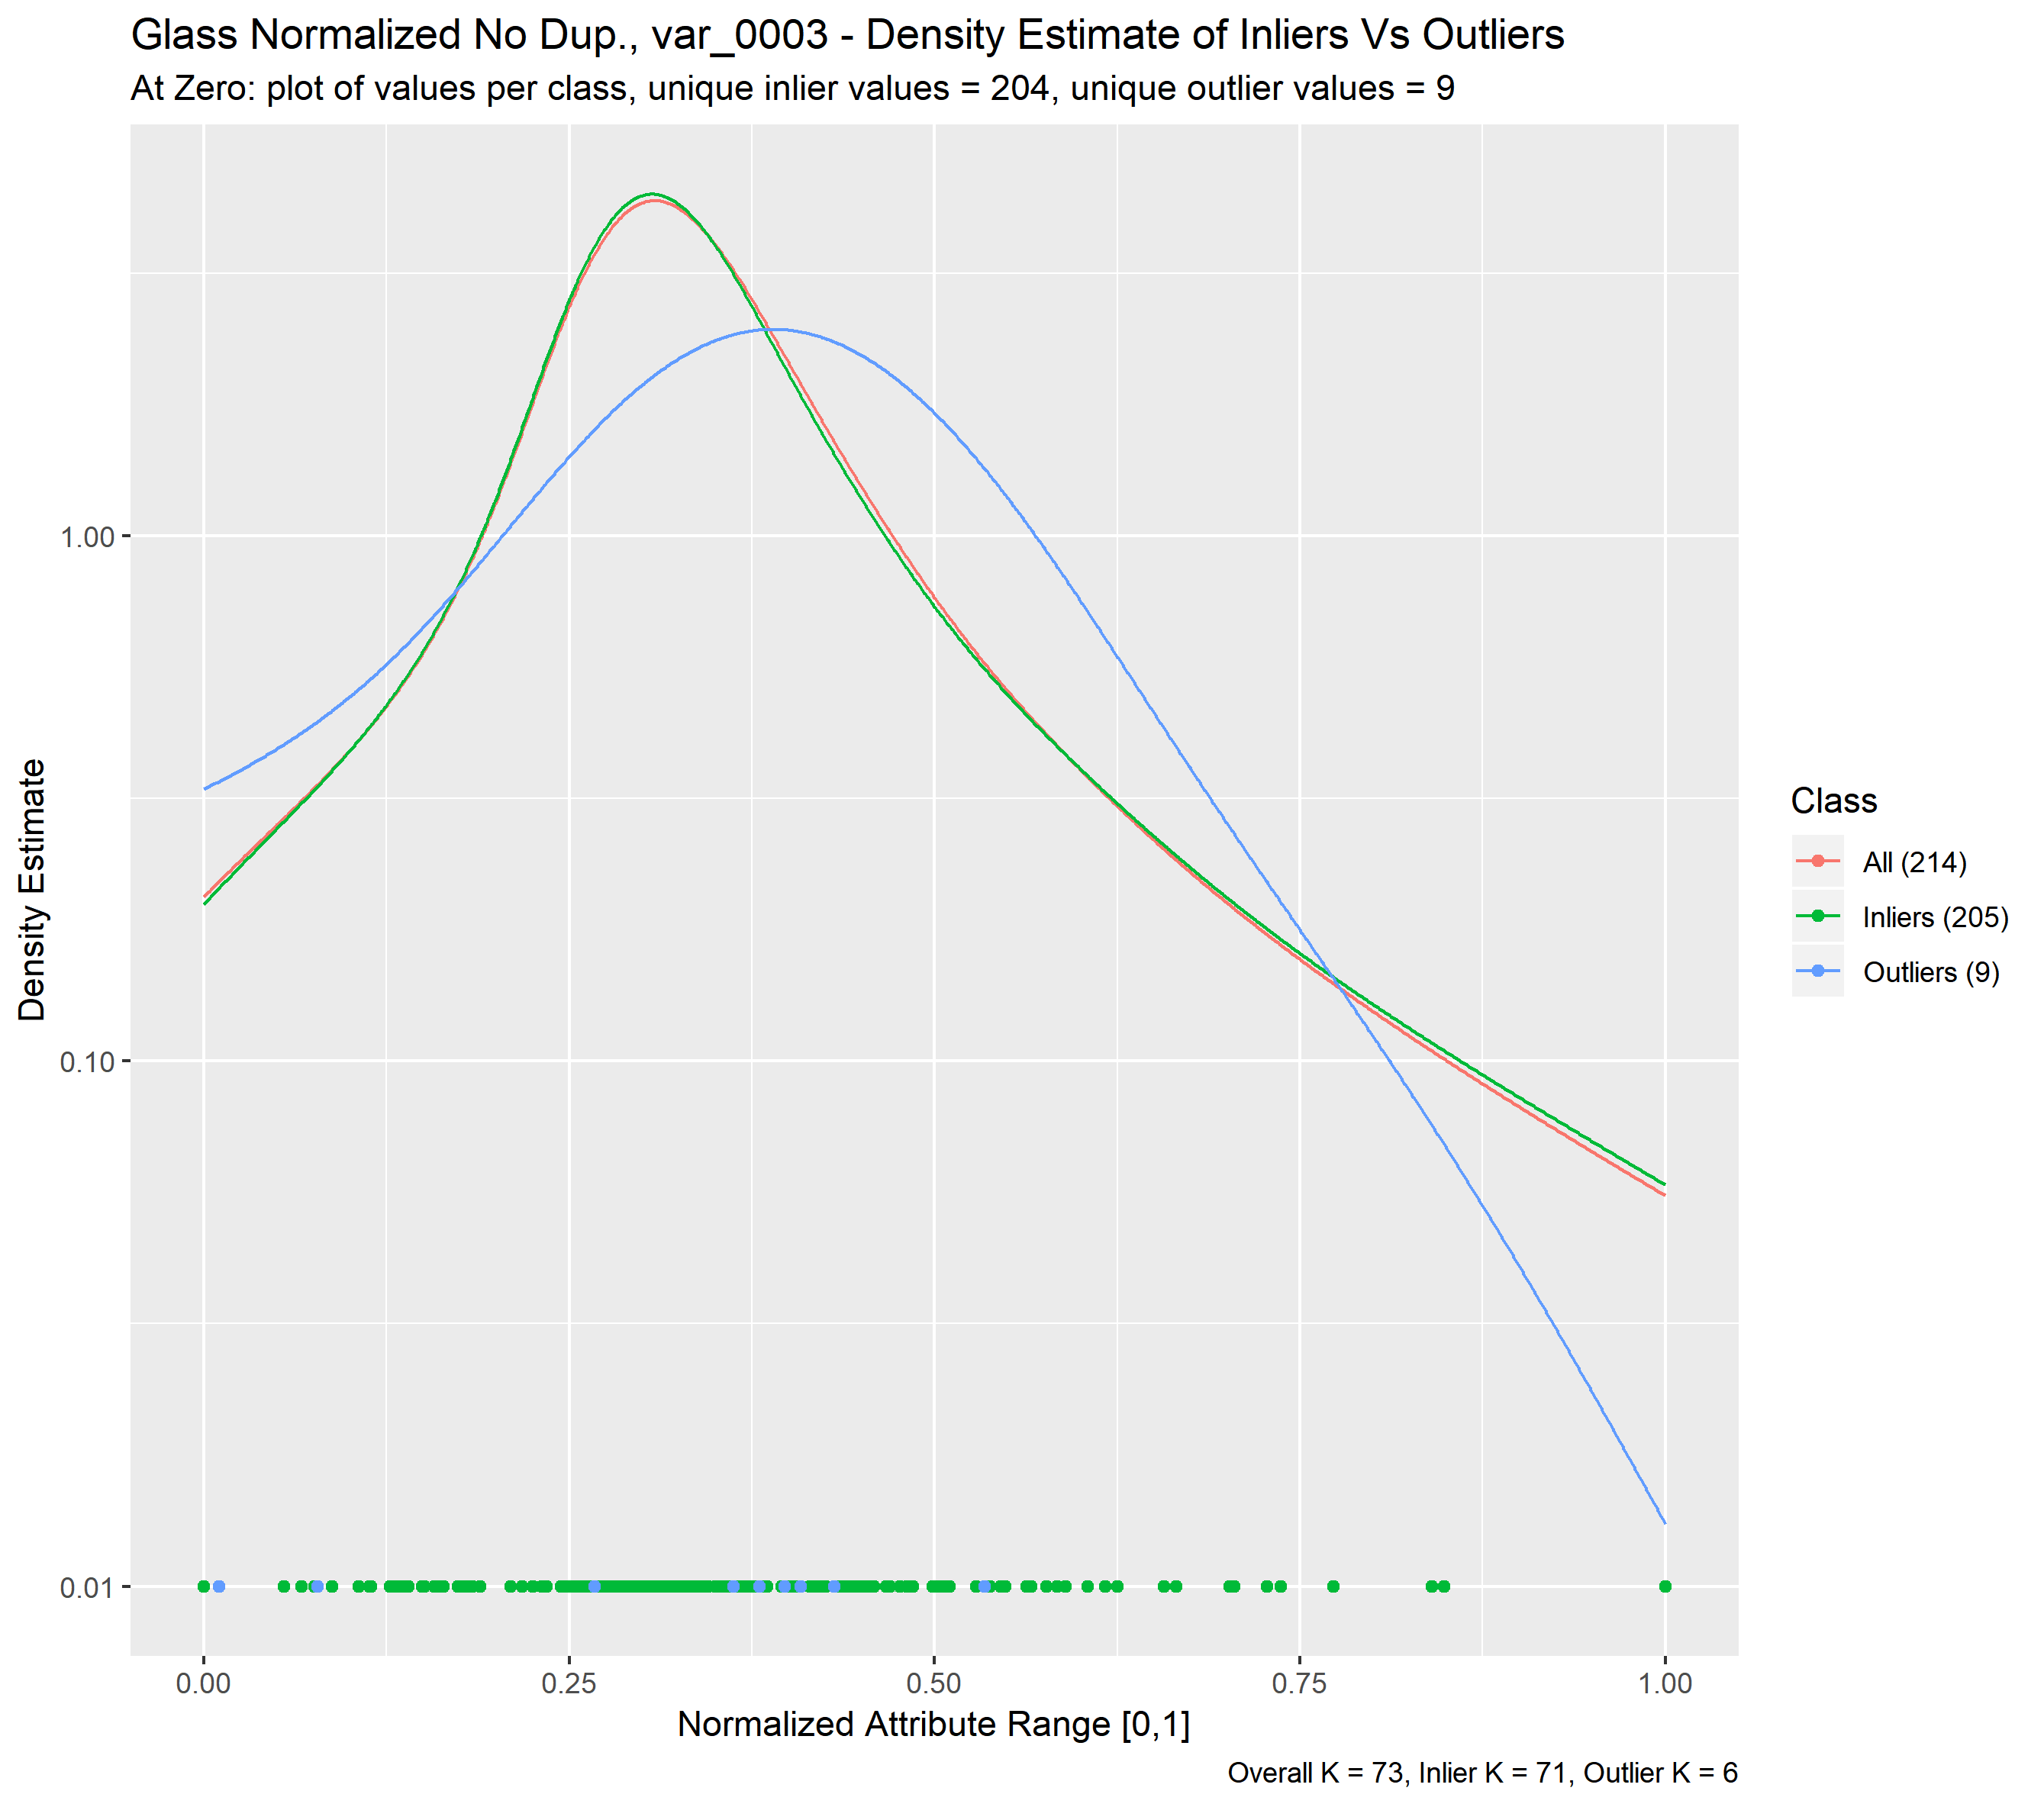 Glass Normalized No Dup., var_0003 - Density Estimate of Inliers Vs Outliers
At Zero: plot of values per class, unique inlier values = 204, unique outlier values = 9
1.00
0.10
0.01
Density Estimate
0.00 0.25 0.50 0.75 1.00
Normalized Attribute Range [0,1]
Class
All (214)
Inliers (205)
Outliers (9)
Overall K = 73, Inlier K = 71, Outlier K = 6